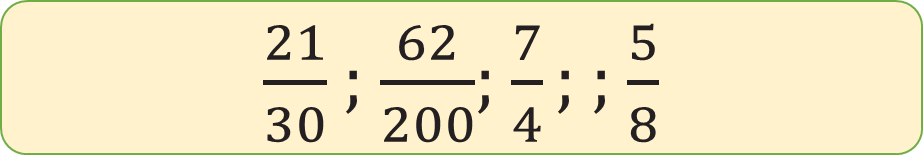 21/30 ; 62/200 ; 7/4 ; ; 5/8